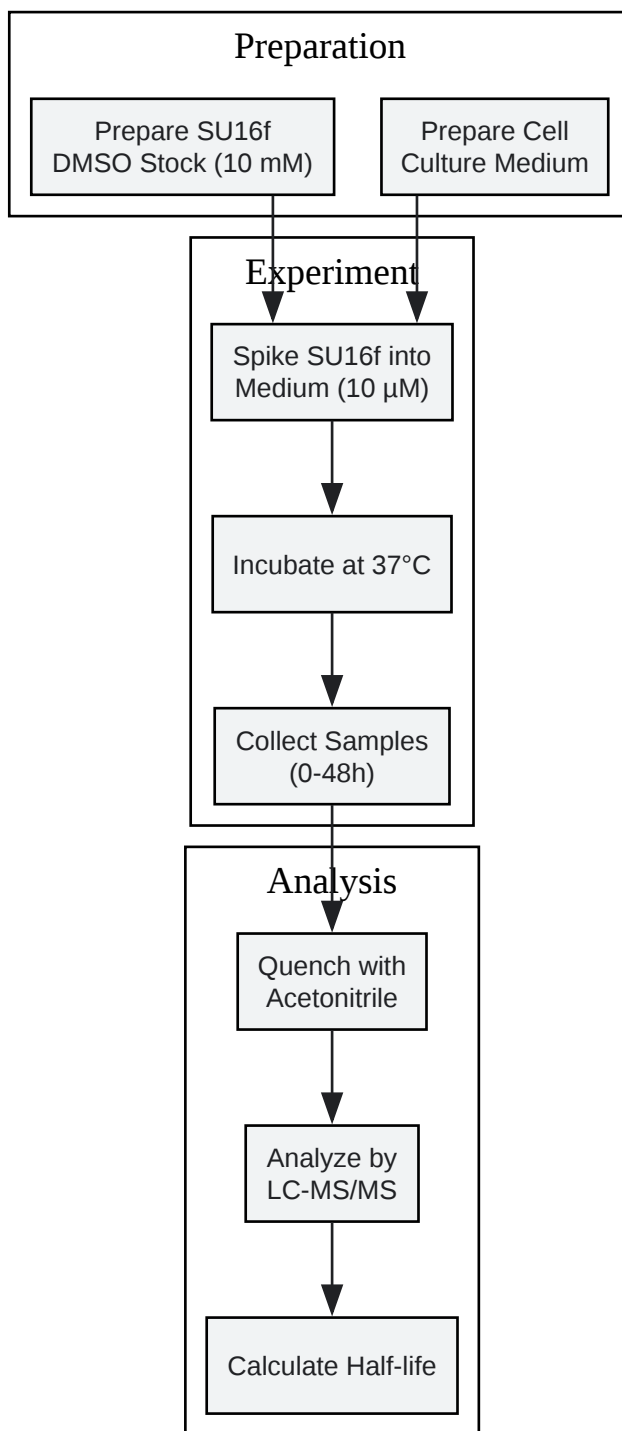 Preparation
Prepare SU16f
DMSO Stock (10 mM)
Prepare Cell
Culture Medium
Experiment
Spike SU16f into
Medium (10 µM)
Incubate at 37°C
Collect Samples
(0-48h)
Analysis
Quench with
Acetonitrile
Analyze by
LC-MS/MS
Calculate Half-life